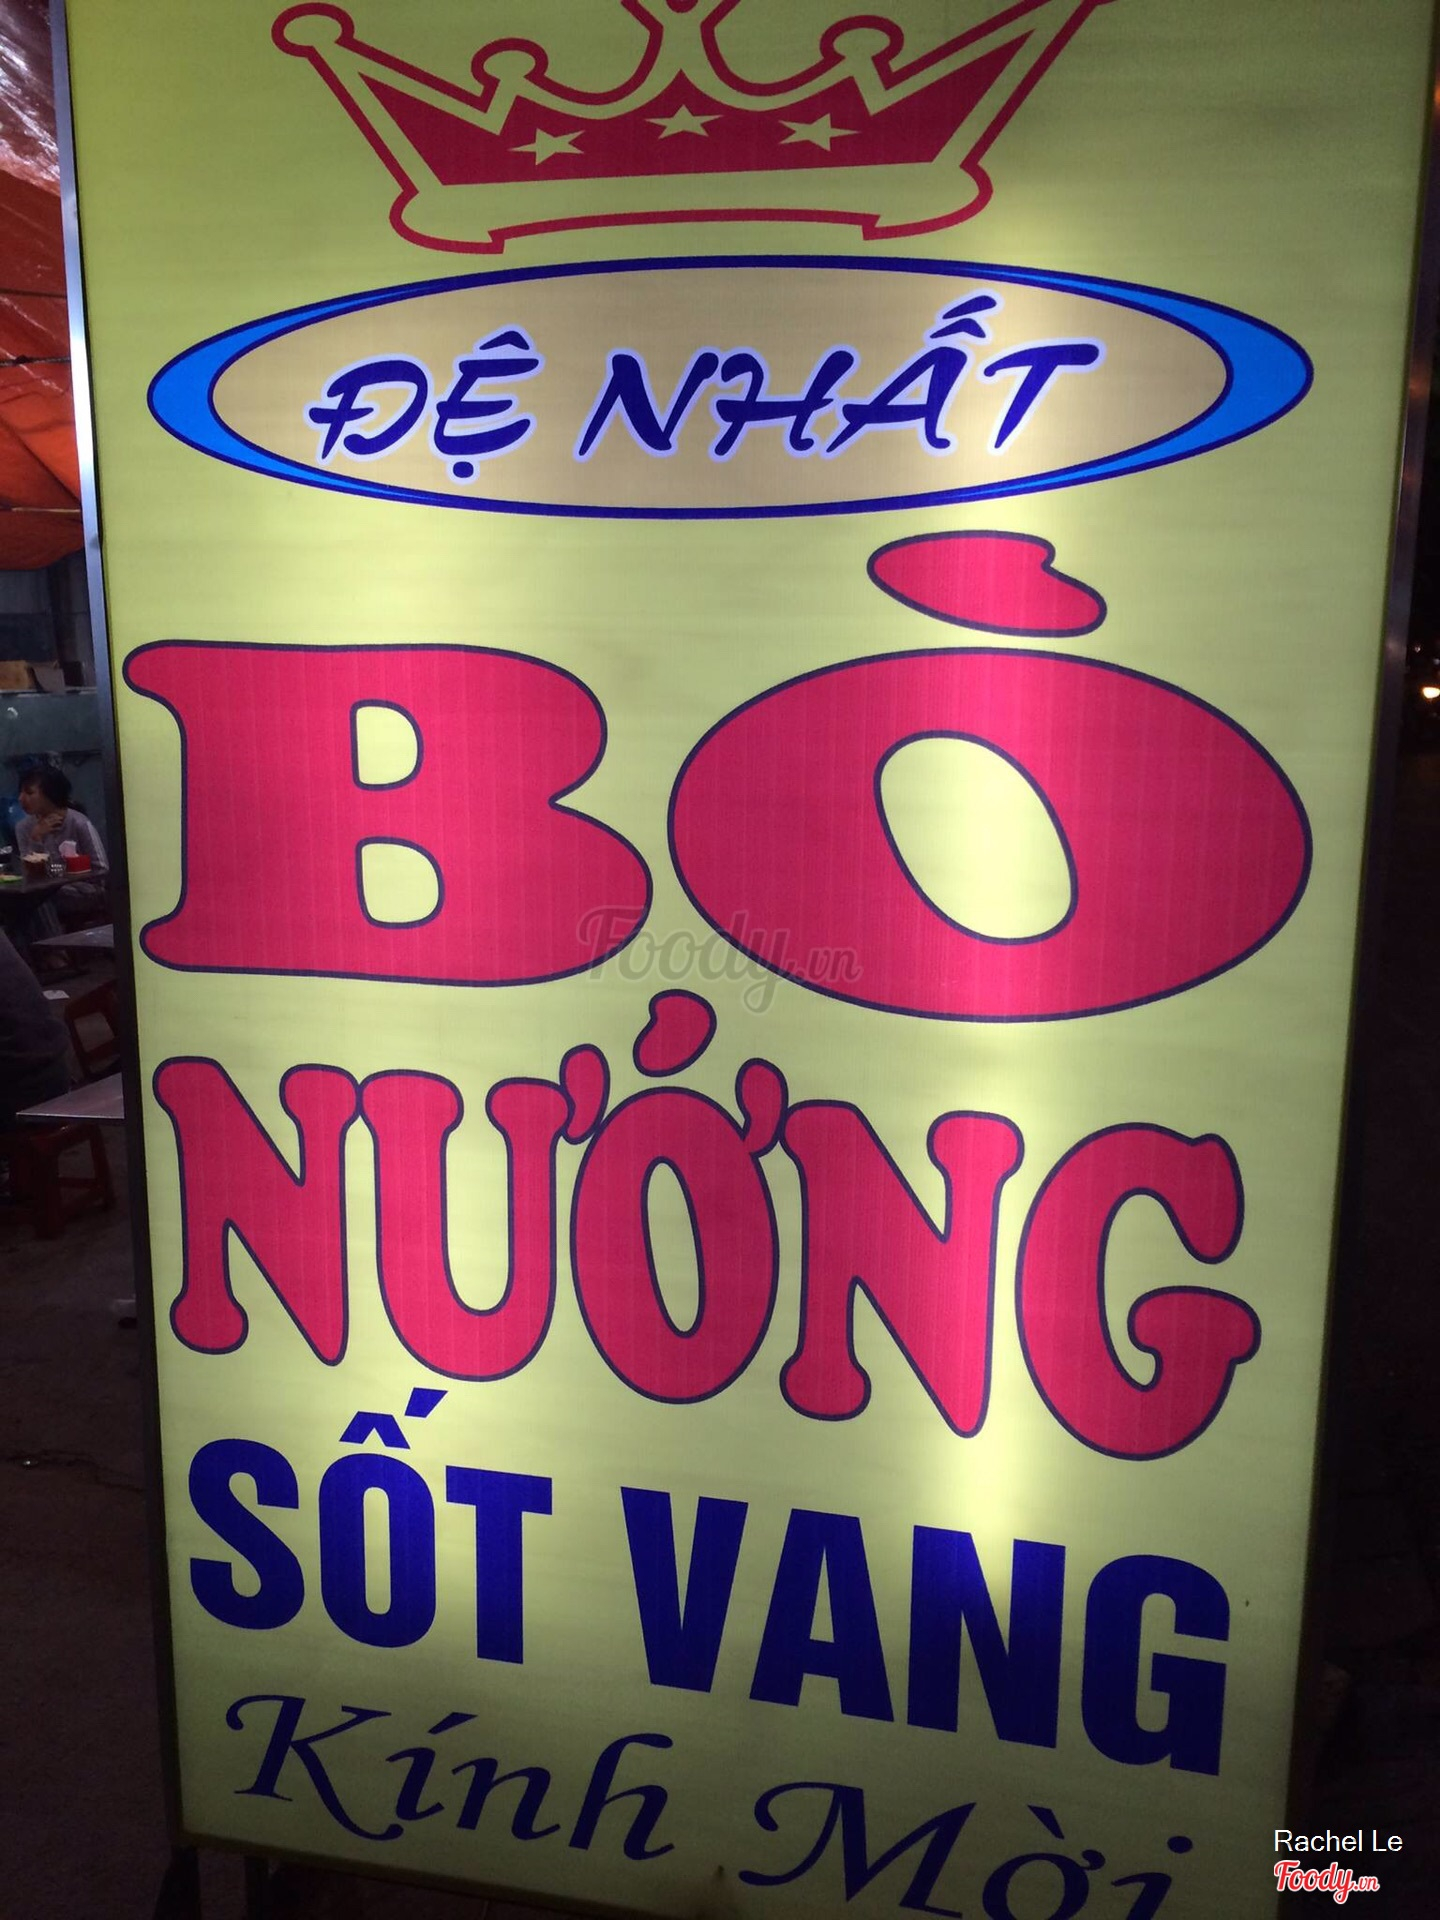 ĐỆ NHẤT
BÒ
NƯỚNG
SỐT VANG
Kính Mời
Foody.vn
Rachel Le
Foody.vn